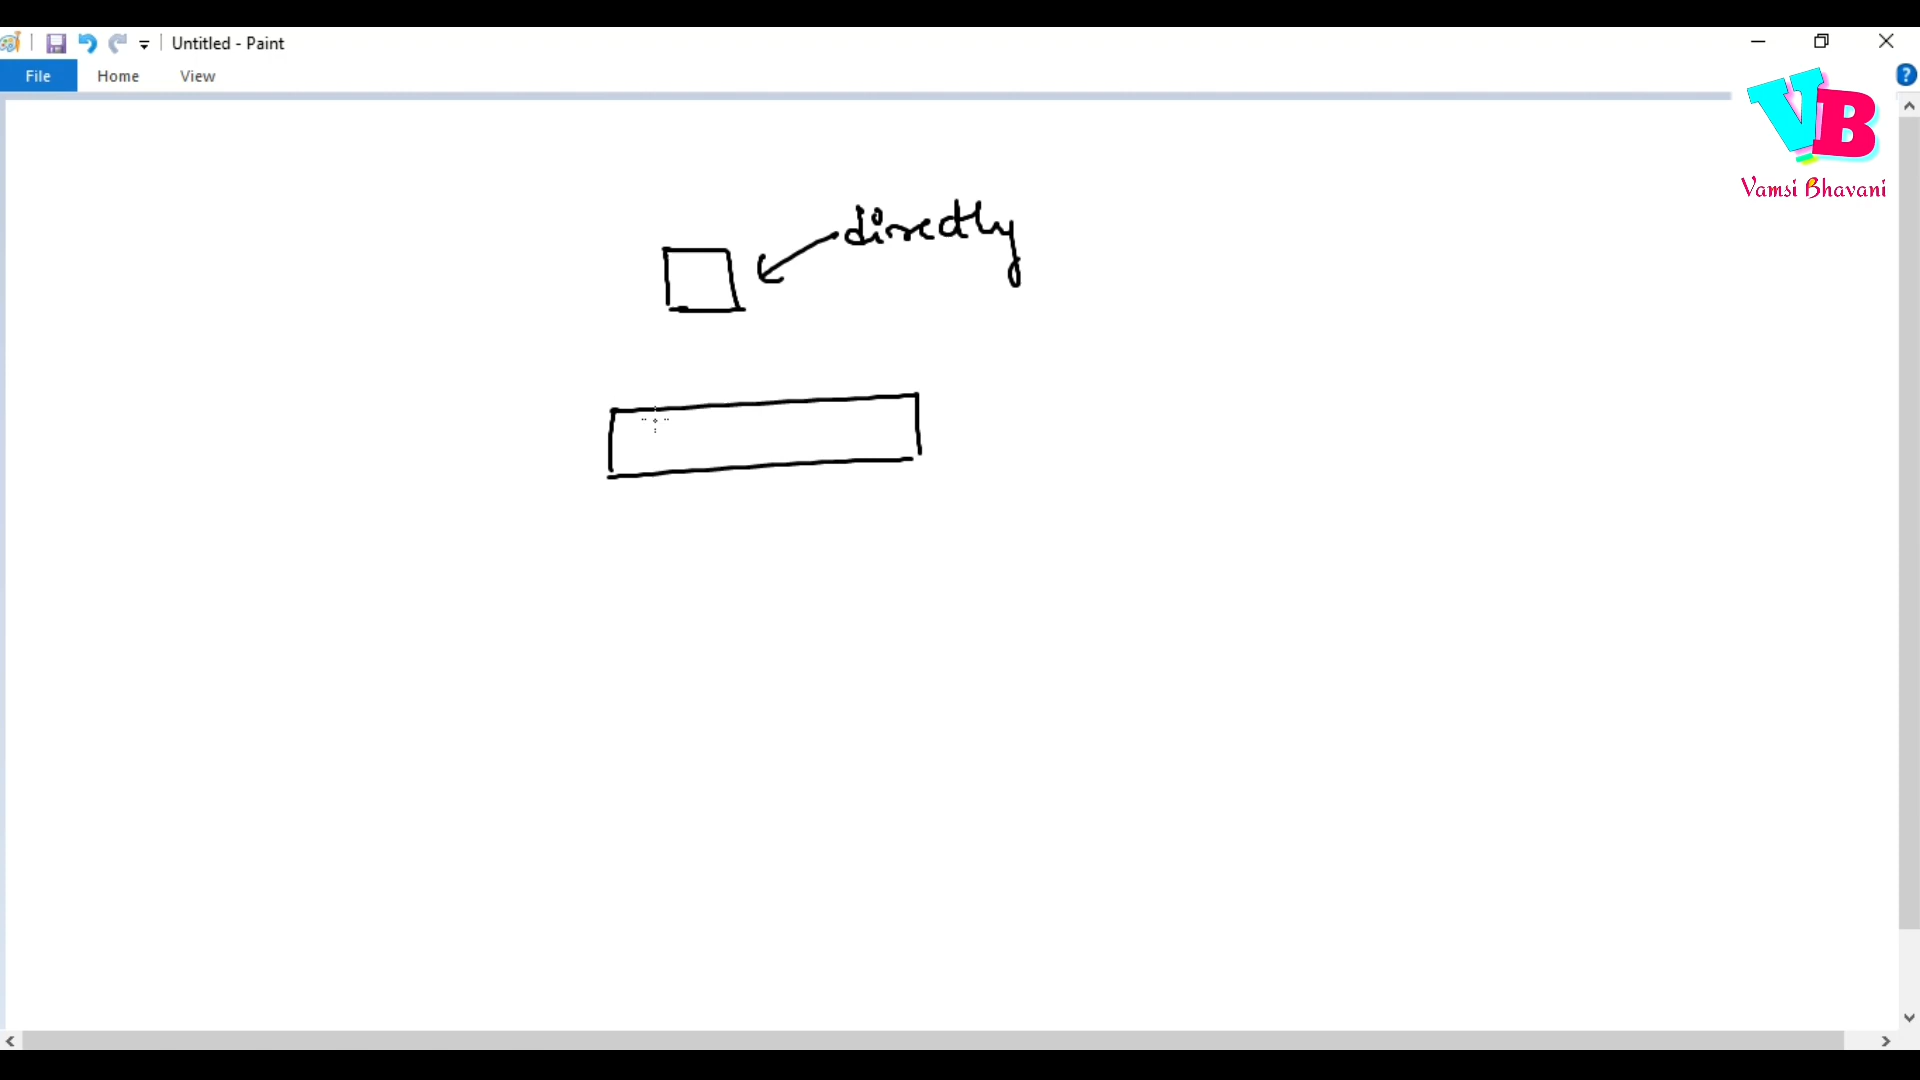 Untitled - Paint
File Home View
?
VB
Vamsi Bhavani
directly